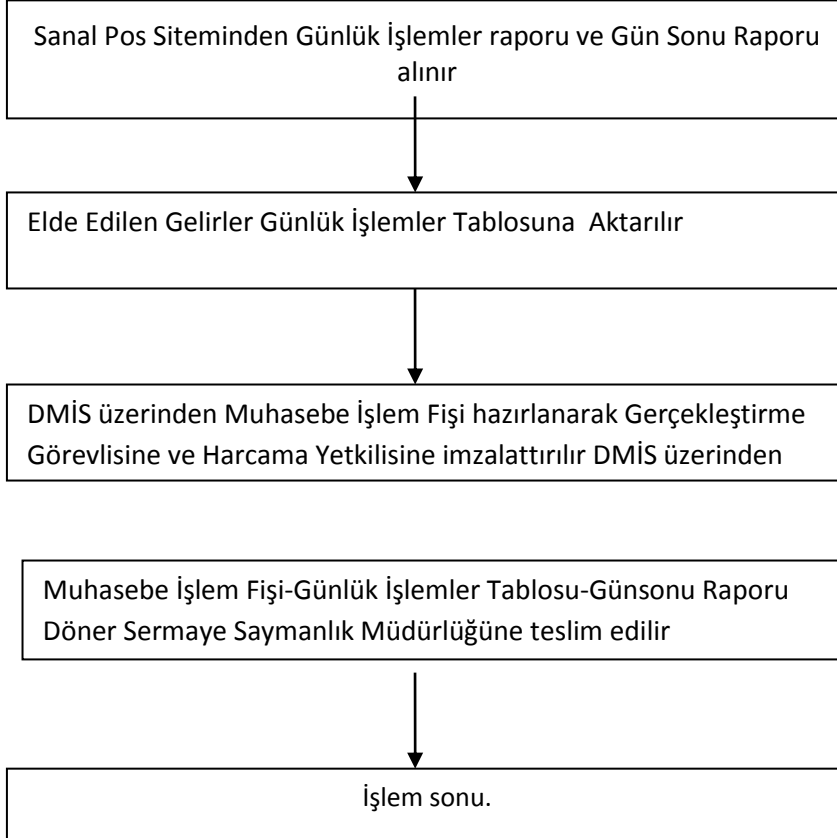 Sanal Pos Siteminden Günlük İşlemler raporu ve Gün Sonu Raporu
alınır
Elde Edilen Gelirler Günlük İşlemler Tablosuna Aktarılır
DMİS üzerinden Muhasebe İşlem Fişi hazırlanarak Gerçekleştirme
Görevlisine ve Harcama Yetkilisine imzalattırılır DMİS üzerinden
Muhasebe İşlem Fişi-Günlük İşlemler Tablosu-Günsonu Raporu
Döner Sermaye Saymanlık Müdürlüğüne teslim edilir
İşlem sonu.